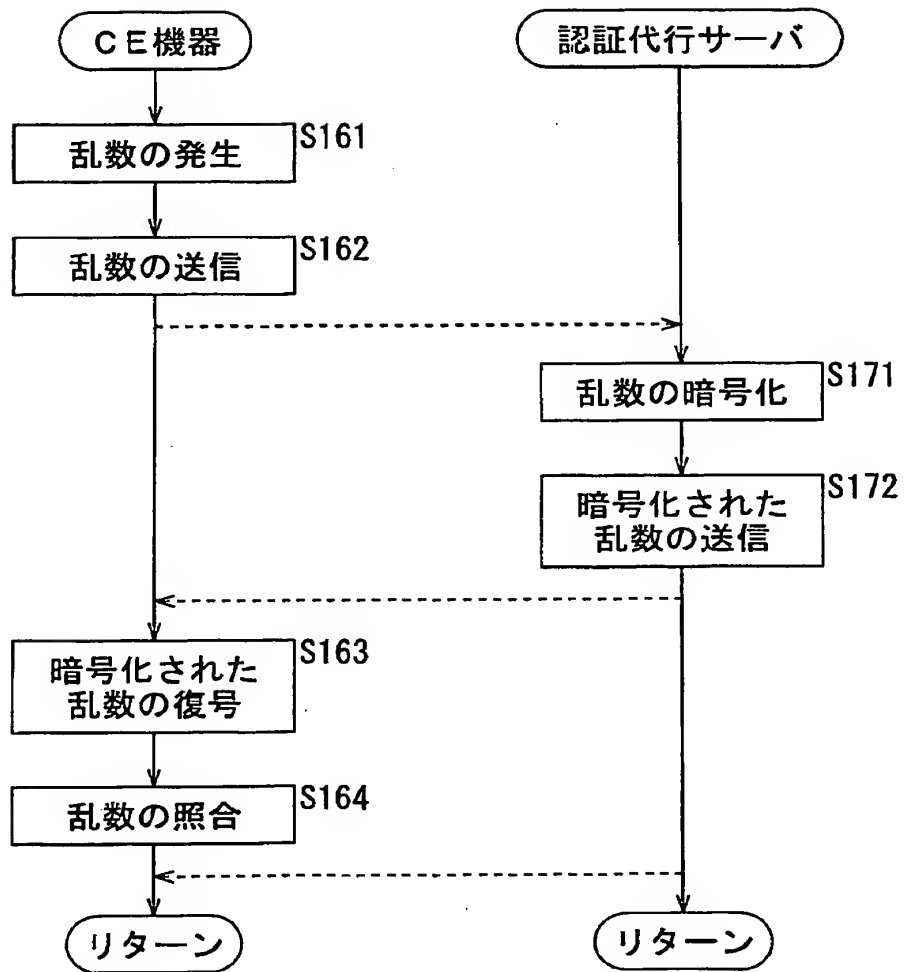 CE機器
認証代行サーバ
乱数の発生
S161
乱数の送信
S162
乱数の暗号化
S171
暗号化された
乱数の送信
S172
暗号化された
乱数の復号
S163
乱数の照合
S164
リターン
リターン